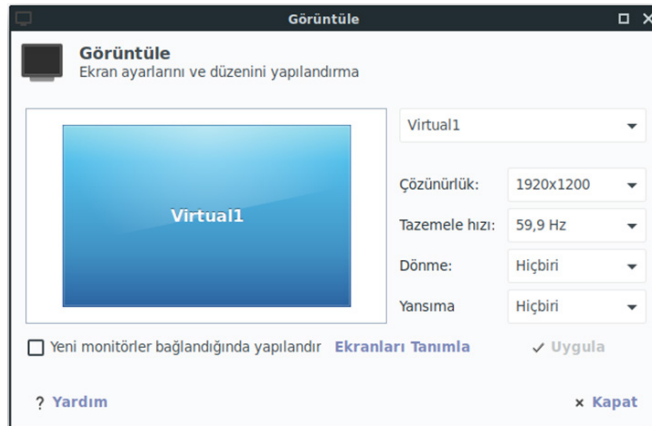 Görüntüle
Görüntüle
Ekran ayarlarını ve düzenini yapılandırma
Virtual1
Virtual1
Çözünürlük: 1920x1200
Tazemele hızı: 59,9 Hz
Dönme: Hiçbiri
Yansıma Hiçbiri
Yeni monitörler bağlandığında yapılandır Ekranları Tanımla ✓ Uygula
? Yardım × Kapat